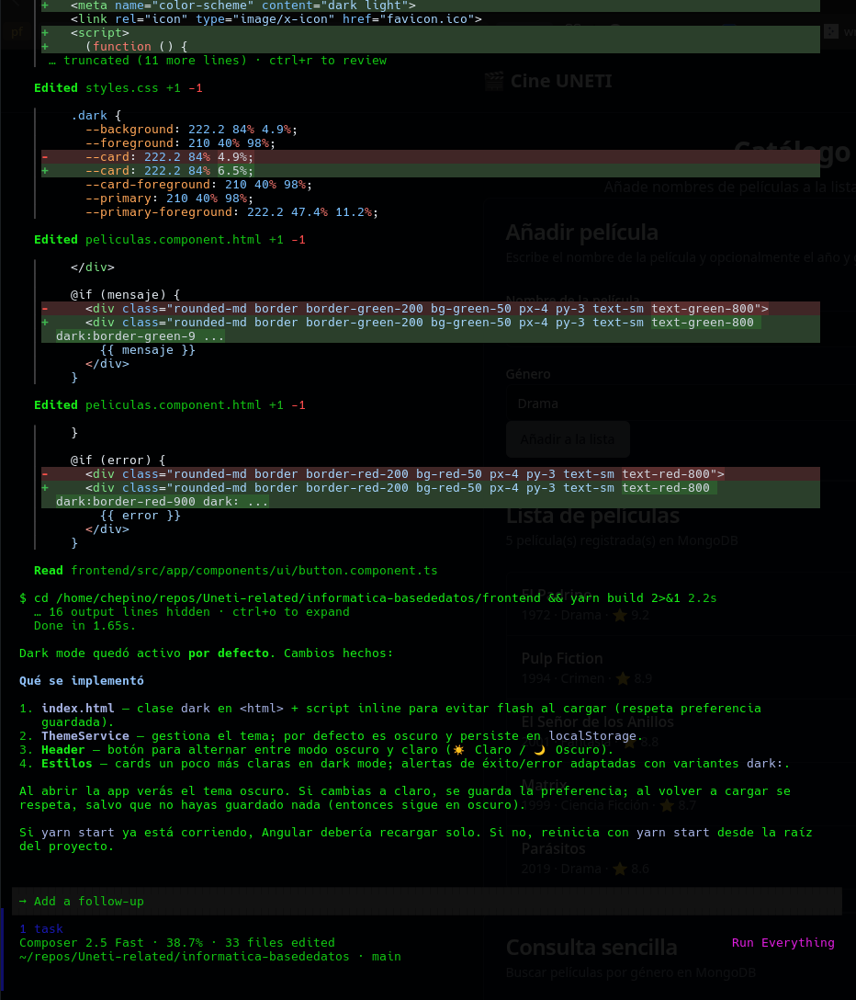 +   <meta name="color-scheme" content="dark light">
    <link rel="icon" type="image/x-icon" href="favicon.ico">
+   <script>
+     (function () {
… truncated (11 more lines) · ctrl+r to review
Edited styles.css +1 -1
.dark {
--background: 222.2 84% 4.9%;
--foreground: 210 40% 98%;
-     --card: 222.2 84% 4.9%;
+     --card: 222.2 84% 6.5%;
--card-foreground: 210 40% 98%;
--primary: 210 40% 98%;
--primary-foreground: 222.2 47.4% 11.2%;
Edited peliculas.component.html +1 -1
</div>
@if (mensaje) {
-     <div class="rounded-md border border-green-200 bg-green-50 px-4 py-3 text-sm text-green-800">
+     <div class="rounded-md border border-green-200 bg-green-50 px-4 py-3 text-sm text-green-800
dark:border-green-9 ...
{{ mensaje }}
</div>
}
Edited peliculas.component.html +1 -1
}
@if (error) {
-     <div class="rounded-md border border-red-200 bg-red-50 px-4 py-3 text-sm text-red-800">
+     <div class="rounded-md border border-red-200 bg-red-50 px-4 py-3 text-sm text-red-800
dark:border-red-900 dark: ...
{{ error }}
</div>
}
Read frontend/src/app/components/ui/button.component.ts
$ cd /home/chepino/repos/Uneti-related/informatica-basededatos/frontend && yarn build 2>&1 2.2s
… 16 output lines hidden · ctrl+o to expand
Done in 1.65s.
Dark mode quedó activo por defecto. Cambios hechos:
Qué se implementó
1. index.html — clase dark en <html> + script inline para evitar flash al cargar (respeta preferencia
guardada).
2. ThemeService — gestiona el tema; por defecto es oscuro y persiste en localStorage.
3. Header — botón para alternar entre modo oscuro y claro (☀️ Claro / 🌙 Oscuro).
4. Estilos — cards un poco más claras en dark mode; alertas de éxito/error adaptadas con variantes dark:.
Al abrir la app verás el tema oscuro. Si cambias a claro, se guarda la preferencia; al volver a cargar se
respeta, salvo que no hayas guardado nada (entonces sigue en oscuro).
Si yarn start ya está corriendo, Angular debería recargar solo. Si no, reinicia con yarn start desde la raíz
del proyecto.
→ Add a follow-up
1 task
Composer 2.5 Fast · 38.7% · 33 files edited
Run Everything
~/repos/Uneti-related/informatica-basededatos · main
pf
🎬 Cine UNETI
Catálogo
Añade nombres de películas a la lista
Añadir película
Escribe el nombre de la película y opcionalmente el año y
Nombre de la película
Género
Drama
Añadir a la lista
Lista de películas
5 película(s) registrada(s) en MongoDB
El Padrino
1972 · Drama · ⭐ 9.2
Pulp Fiction
1994 · Crimen · ⭐ 8.9
El Señor de los Anillos
8.8
Matrix
1999 · Ciencia Ficción · ⭐ 8.7
Parásitos
2019 · Drama · ⭐ 8.6
Consulta sencilla
Buscar películas por género en MongoDB